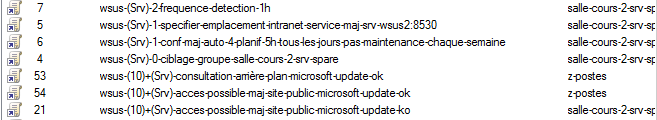 7 wsus-(Srv)-2-frequence-detection-1h salle-cours-2-srv-sp
5 wsus-(Srv)-1-specifier-emplacement-intranet-service-maj-srv-wsus2:8530 salle-cours-2-srv-sp
6 wsus-(Srv)-1-conf-maj-auto-4-planif-5h-tous-les-jours-pas-maintenance-chaque-semaine salle-cours-2-srv-sp
4 wsus-(Srv)-0-ciblage-groupe-salle-cours-2-srv-spare salle-cours-2-srv-sp
53 wsus-(10)+(Srv)-consultation-arrière-plan-microsoft-update-ok z-postes
54 wsus-(10)+(Srv)-acces-possible-maj-site-public-microsoft-update-ok z-postes
21 wsus-(10)+(Srv)-acces-possible-maj-site-public-microsoft-update-ko salle-cours-2-srv-sp